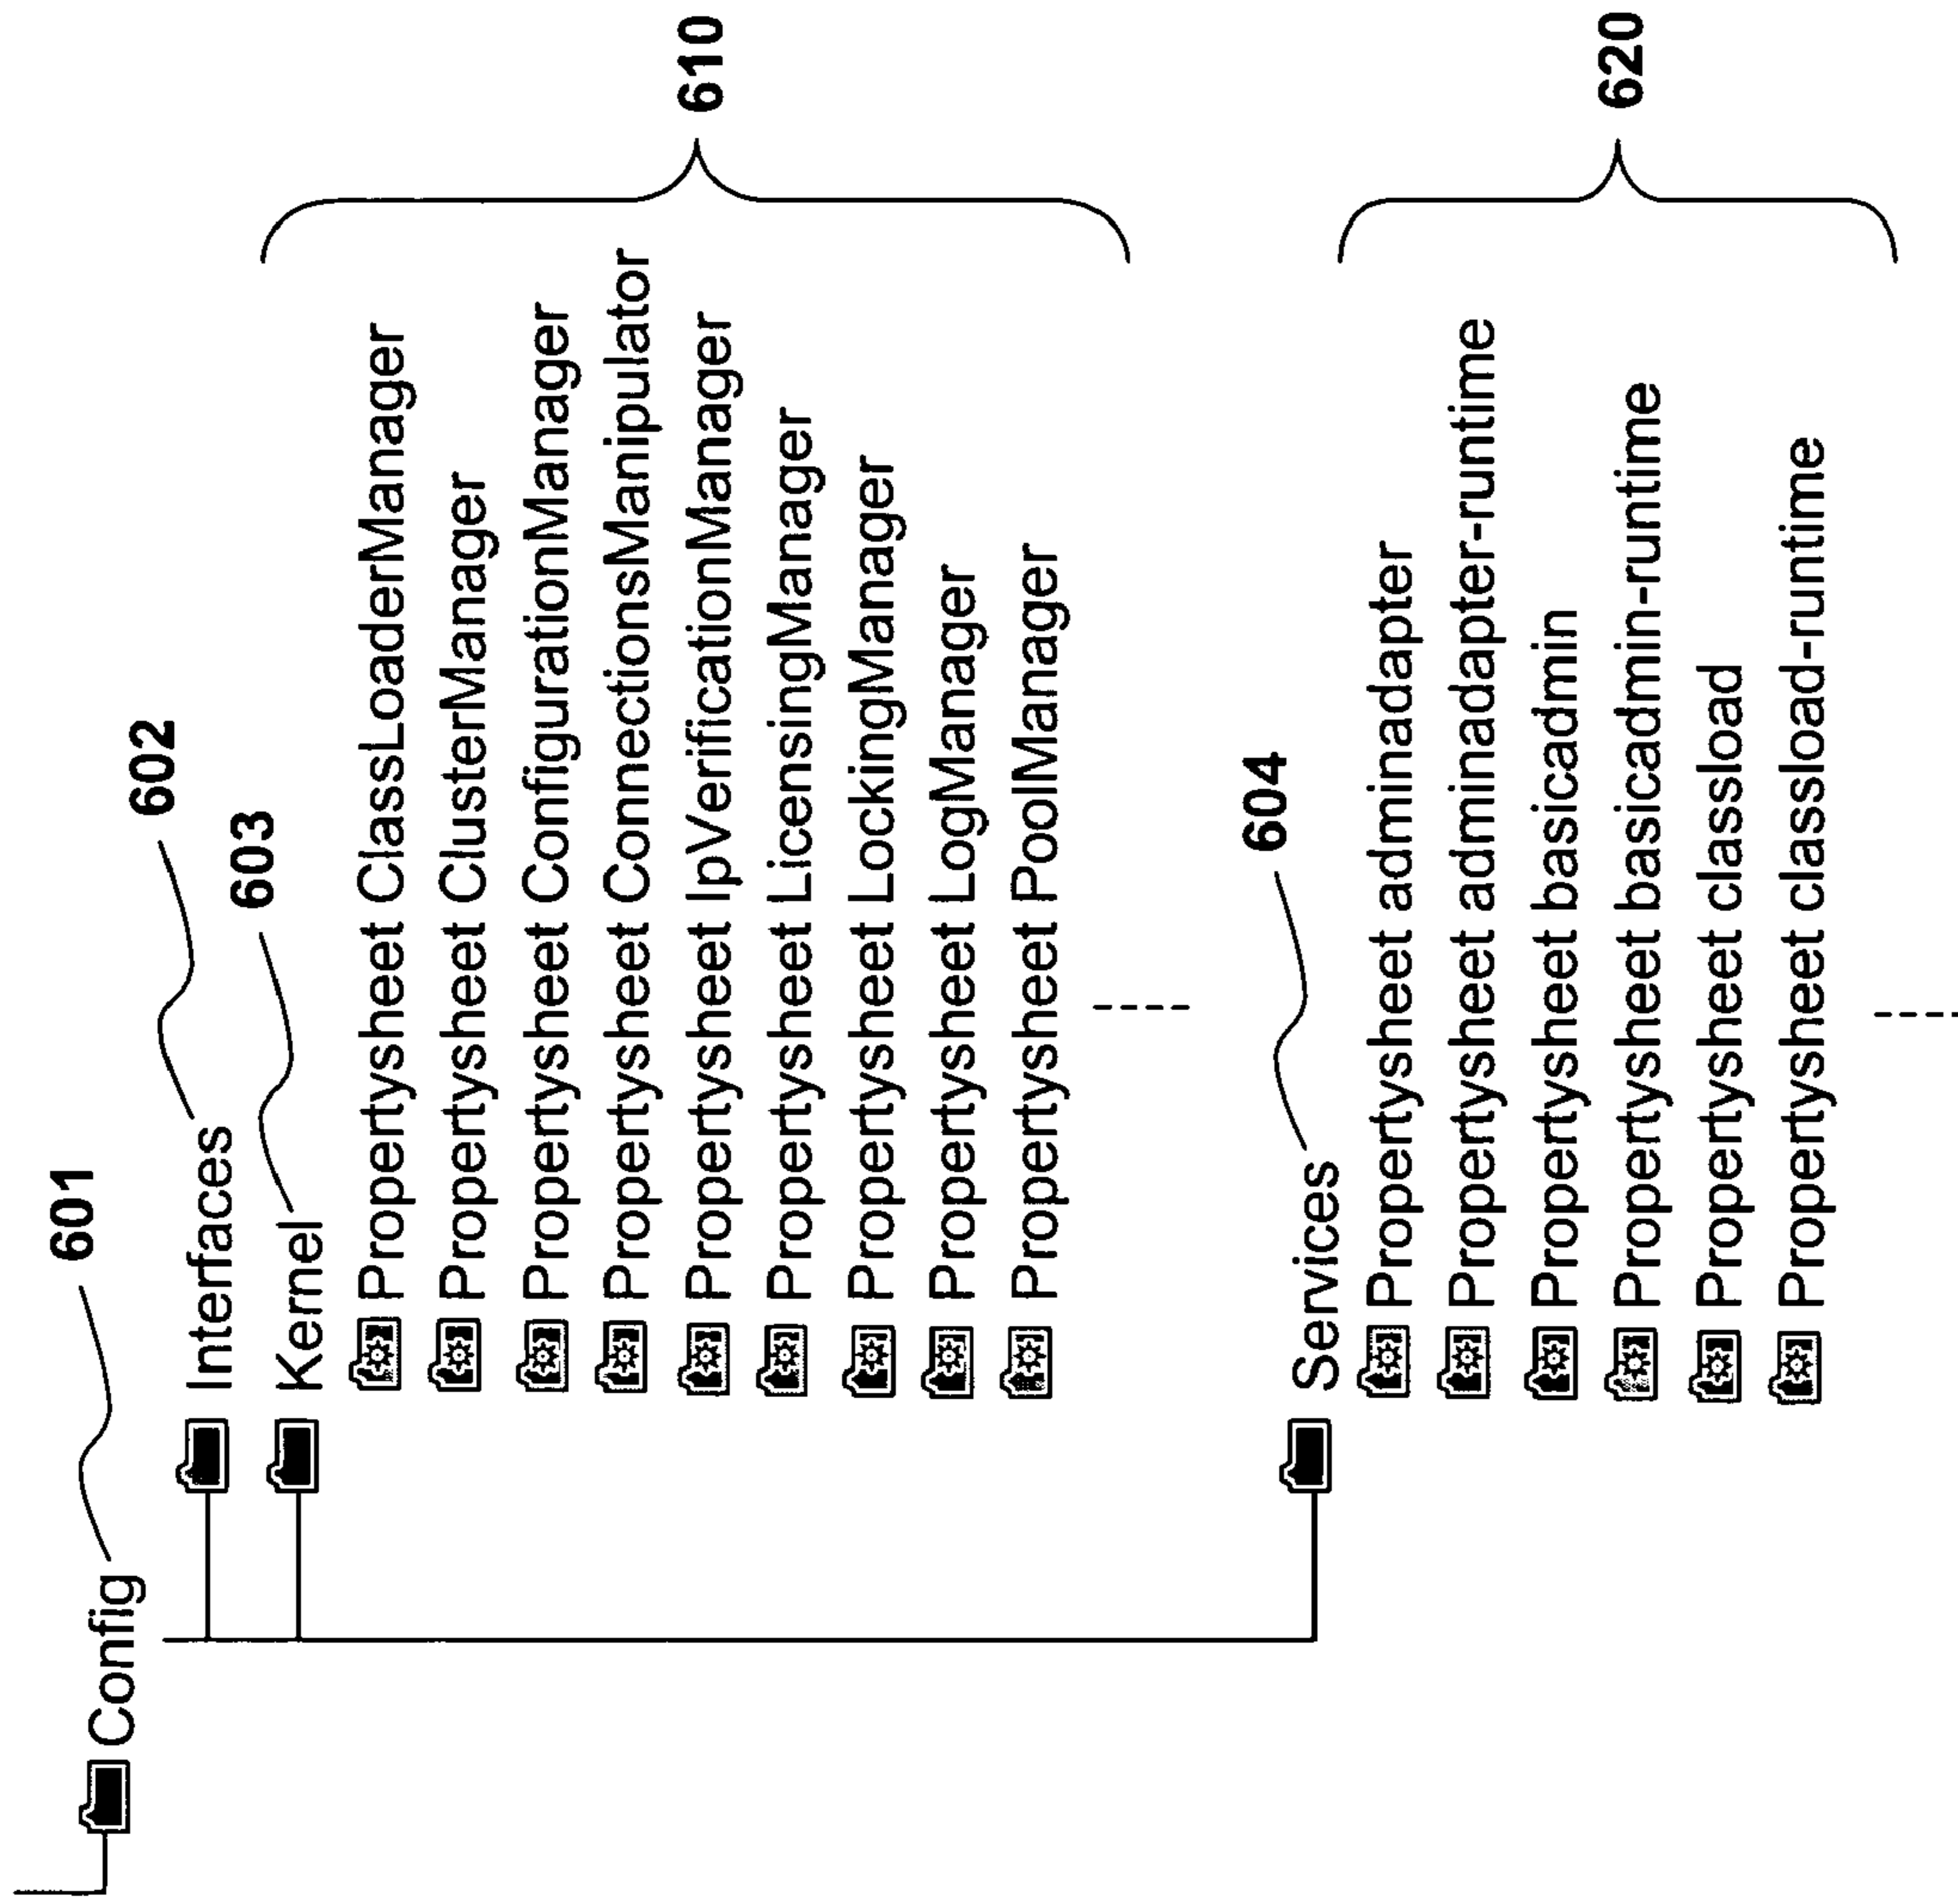 601
Config
602
Interfaces
603
Kernel
Propertysheet ClassLoaderManager
Propertysheet ClusterManager
Propertysheet ConfigurationManager
Propertysheet ConnectionsManipulator
Propertysheet IpVerificationManager
Propertysheet LicensingManager
Propertysheet LockingManager
Propertysheet LogManager
Propertysheet PoolManager
610
604
Services
Propertysheet adminadapter
Propertysheet adminadapter-runtime
Propertysheet basicadmin
Propertysheet basicadmin-runtime
Propertysheet classload
Propertysheet classload-runtime
620